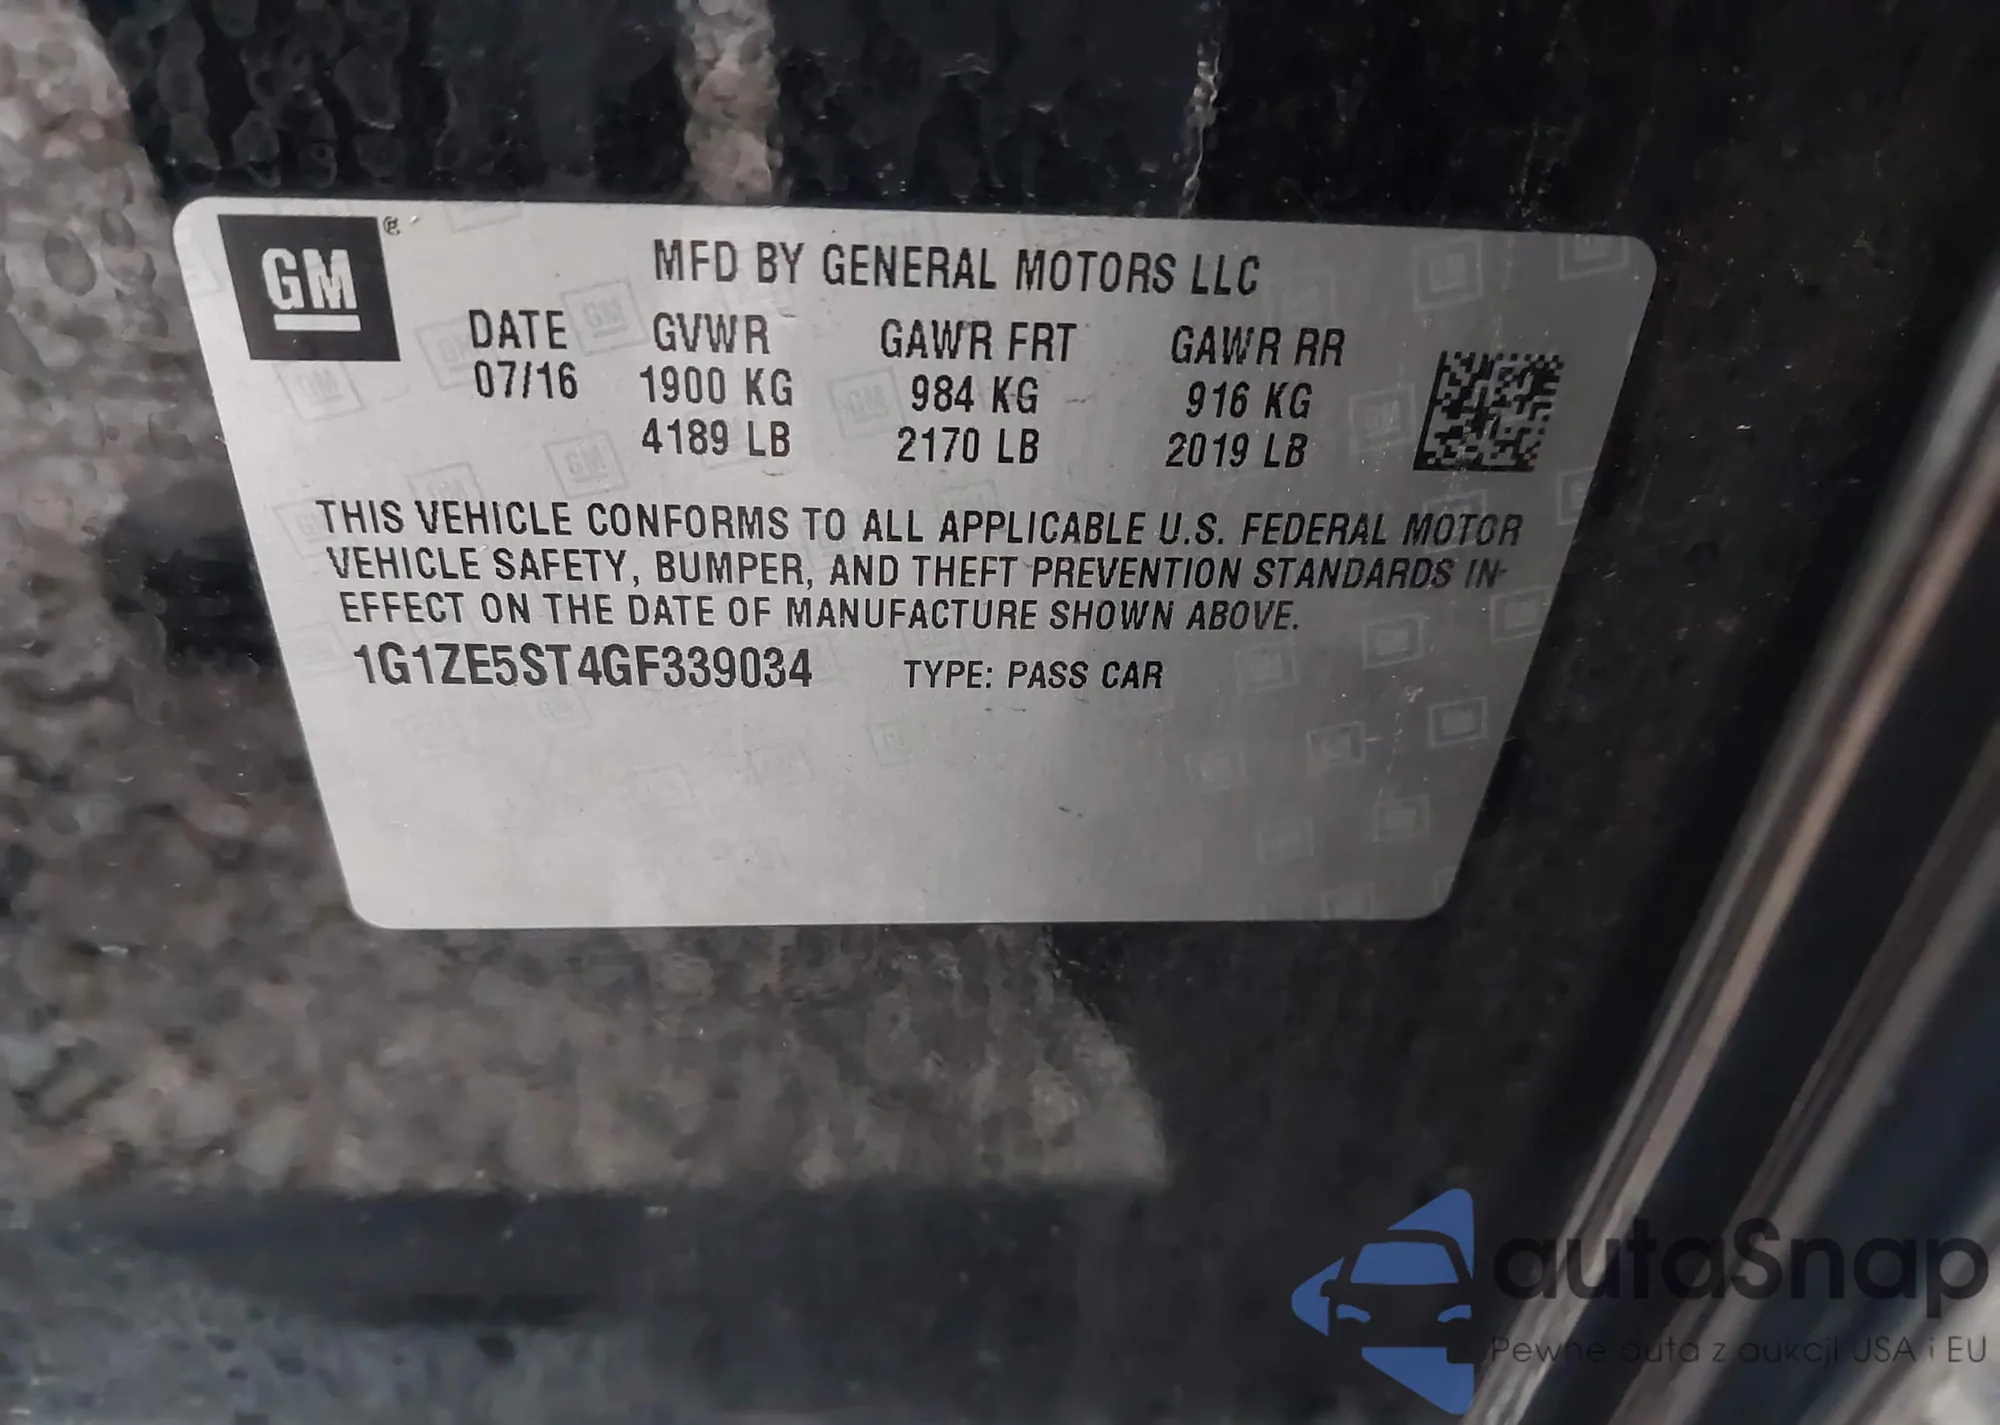 GM ®
MFD BY GENERAL MOTORS LLC
DATE GVWR GAWR FRT GAWR RR
07/16 1900 KG 984 KG 916 KG
4189 LB 2170 LB 2019 LB
THIS VEHICLE CONFORMS TO ALL APPLICABLE U.S. FEDERAL MOTOR
VEHICLE SAFETY, BUMPER, AND THEFT PREVENTION STANDARDS IN
EFFECT ON THE DATE OF MANUFACTURE SHOWN ABOVE.
1G1ZE5ST4GF339034 TYPE: PASS CAR
autaSnap
Pewne auta z aukcji USA i EU